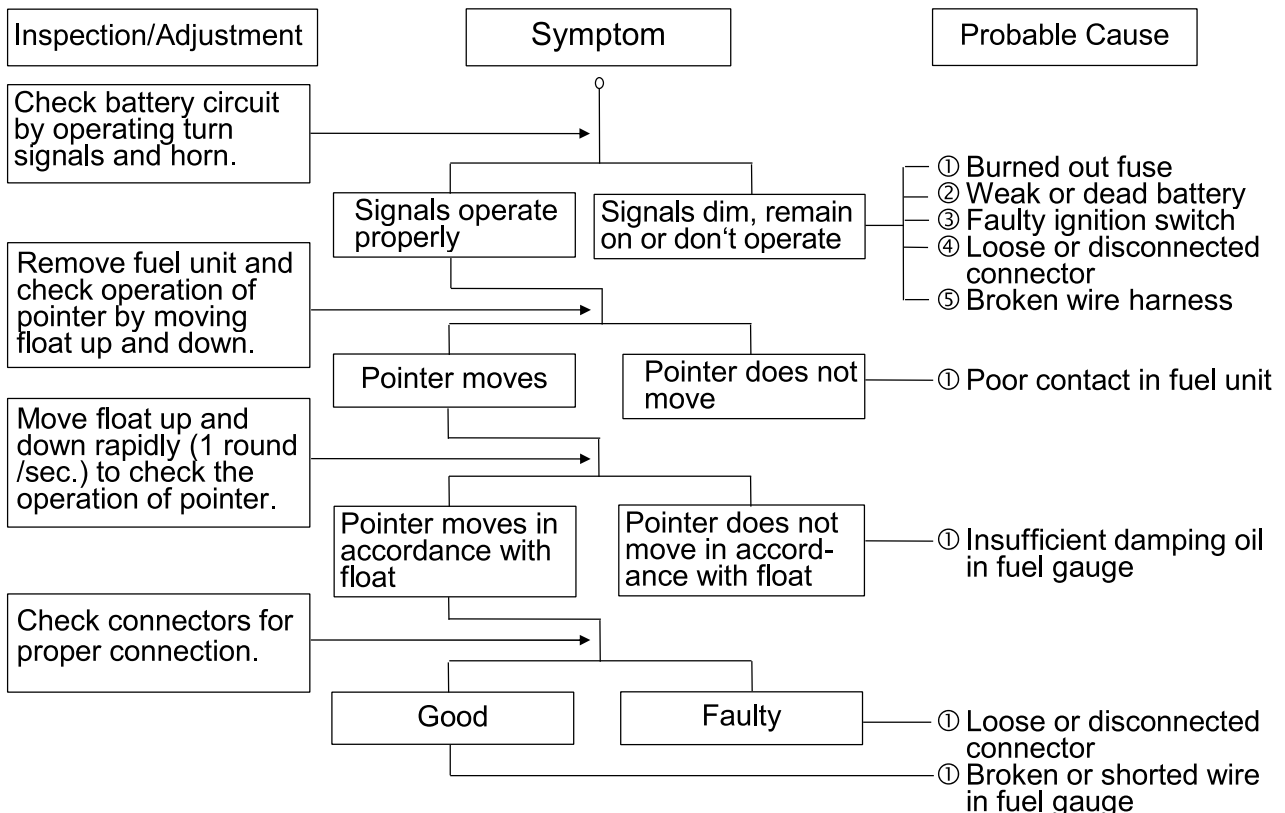 Inspection/Adjustment
Symptom
Probable Cause
Check battery circuit
by operating turn
signals and horn.
Signals operate
properly
Signals dim, remain
on or don‘t operate
① Burned out fuse
② Weak or dead battery
③ Faulty ignition switch
④ Loose or disconnected
connector
⑤ Broken wire harness
Remove fuel unit and
check operation of
pointer by moving
float up and down.
Pointer moves
Pointer does not
move
① Poor contact in fuel unit
Move float up and
down rapidly (1 round
/sec.) to check the
operation of pointer.
Pointer moves in
accordance with
float
Pointer does not
move in accord-
ance with float
① Insufficient damping oil
in fuel gauge
Check connectors for
proper connection.
Good
Faulty
① Loose or disconnected
connector
① Broken or shorted wire
in fuel gauge